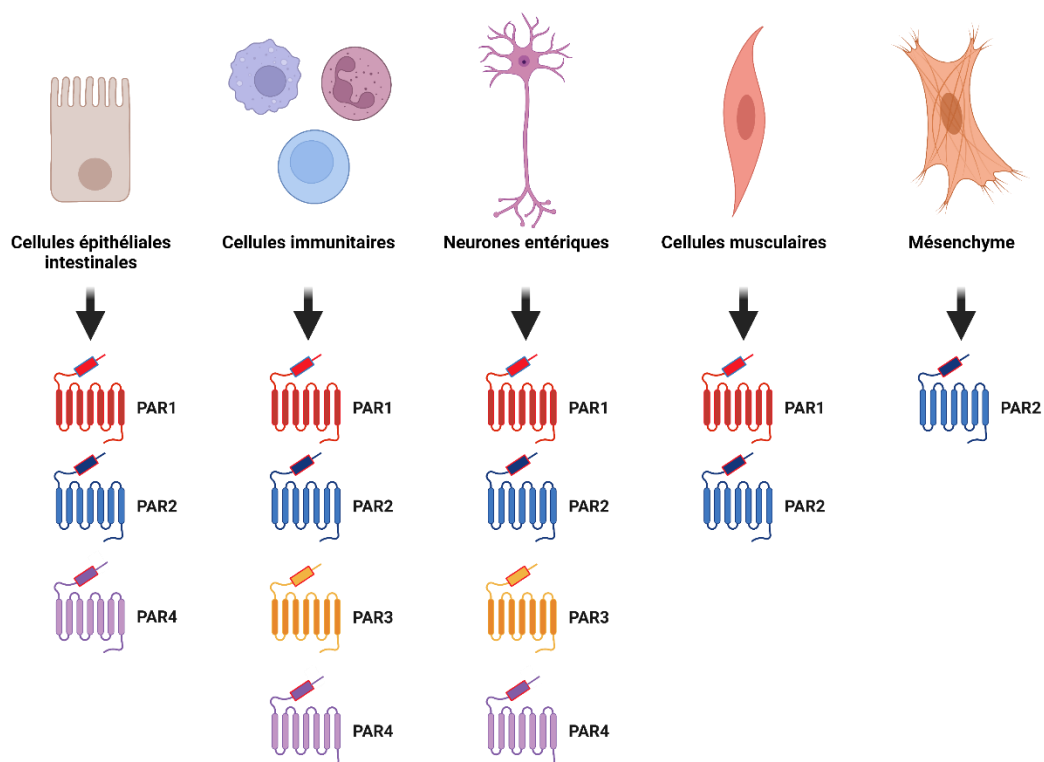 Cellules épithéliales
intestinales
Cellules immunitaires
Neurones entériques
Cellules musculaires
Mésenchyme
PAR1
PAR1
PAR1
PAR1
PAR2
PAR2
PAR2
PAR2
PAR2
PAR4
PAR3
PAR3
PAR4
PAR4